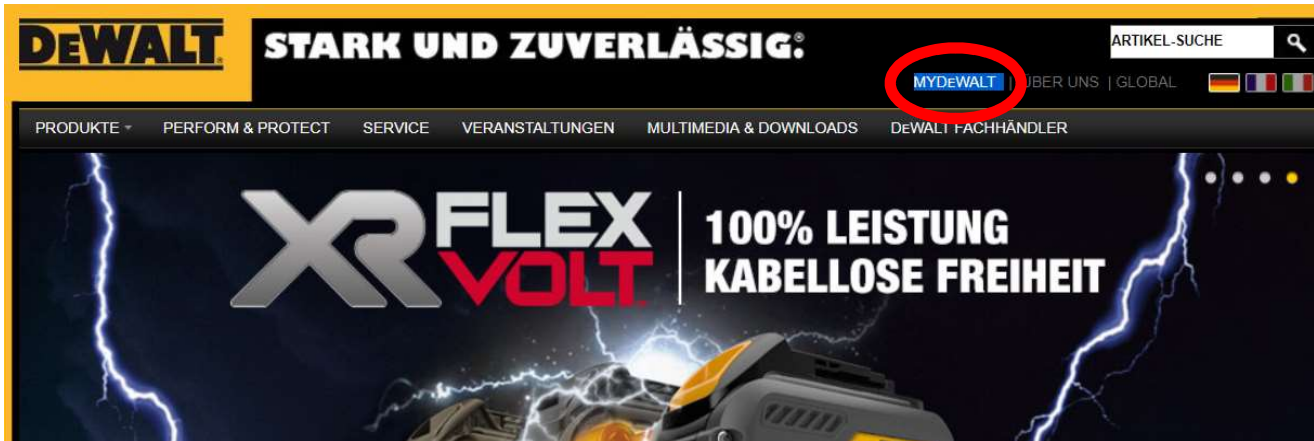 DEWALT.
STARK UND ZUVERLÄSSIG:
ARTIKEL-SUCHE
MYDEWALT | ÜBER UNS | GLOBAL
PRODUKTE PERFORM & PROTECT SERVICE VERANSTALTUNGEN MULTIMEDIA & DOWNLOADS DEWALT FACHHÄNDLER
XR FLEX VOLT
100% LEISTUNG
KABELLOSE FREIHEIT